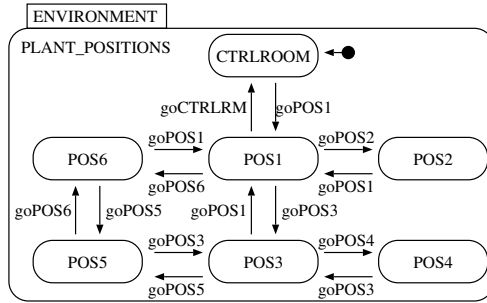 ENVIRONMENT
PLANT_POSITIONS
CTRLROOM
goCTRLRM
goPOS1
goPOS1
goPOS2
POS6
POS1
POS2
goPOS6
goPOS1
goPOS6
goPOS5
goPOS1
goPOS3
goPOS3
goPOS4
POS5
POS3
POS4
goPOS5
goPOS3